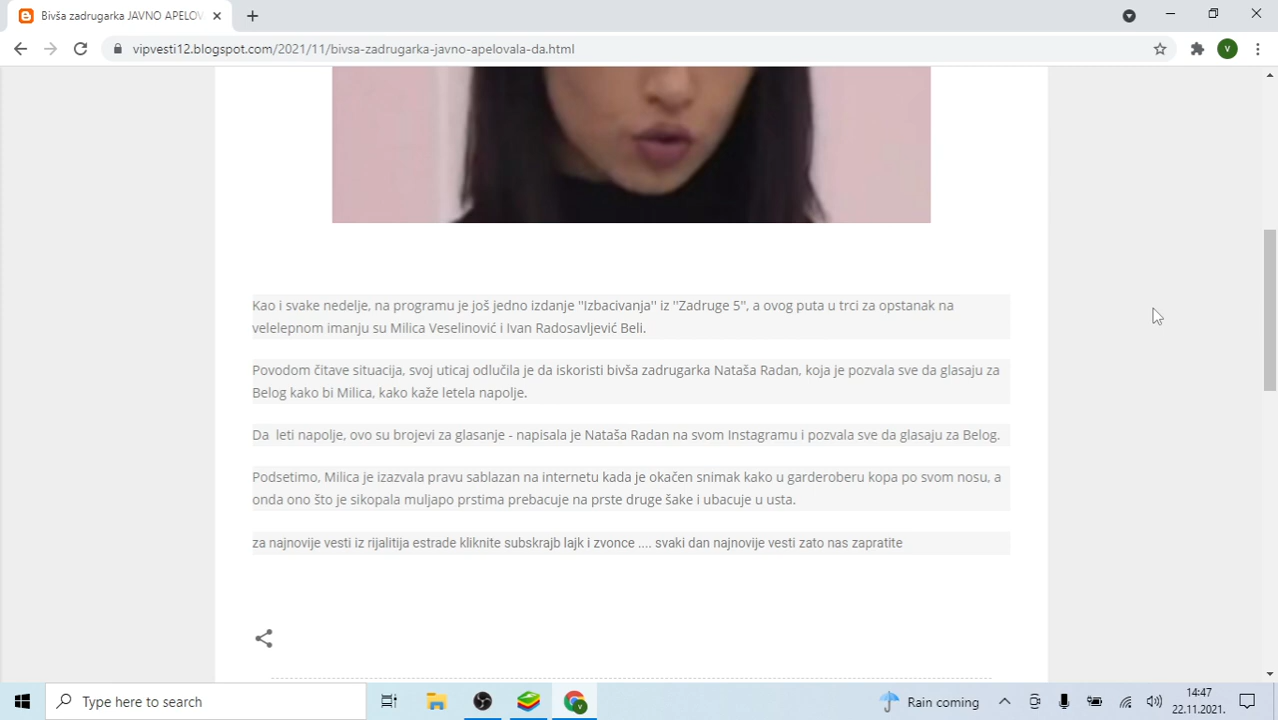 Bivša zadrugarka JAVNO APELOV
vipvesti12.blogspot.com/2021/11/bivsa-zadrugarka-javno-apelovala-da.html
V
Kao i svake nedelje, na programu je još jedno izdanje "Izbacivanja" iz "Zadruge 5", a ovog puta u trci za opstanak na
velelepnom imanju su Milica Veselinović i Ivan Radosavljević Beli.
Povodom čitave situacija, svoj uticaj odlučila je da iskoristi bivša zadrugarka Nataša Radan, koja je pozvala sve da glasaju za
Belog kako bi Milica, kako kaže letela napolje.
Da leti napolje, ovo su brojevi za glasanje - napisala je Nataša Radan na svom Instagramu i pozvala sve da glasaju za Belog.
Podsetimo, Milica je izazvala pravu sablazan na internetu kada je okačen snimak kako u garderoberu kopa po svom nosu, a
onda ono što je sikopala muljapo prstima prebacuje na prste druge šake i ubacuje u usta.
za najnovije vesti iz rijalitija estrade kliknite subskrajb lajk i zvonce .... svaki dan najnovije vesti zato nas zapratite
Type here to search
V
Rain coming
14:47
22.11.2021.